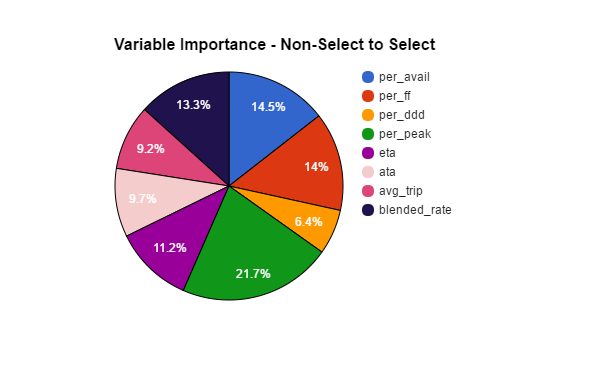 Variable Importance - Non-Select to Select
per_avail
per_ff
per_ddd
per_peak
eta
ata
avg_trip
blended_rate
14.5%
14%
6.4%
21.7%
11.2%
9.7%
9.2%
13.3%